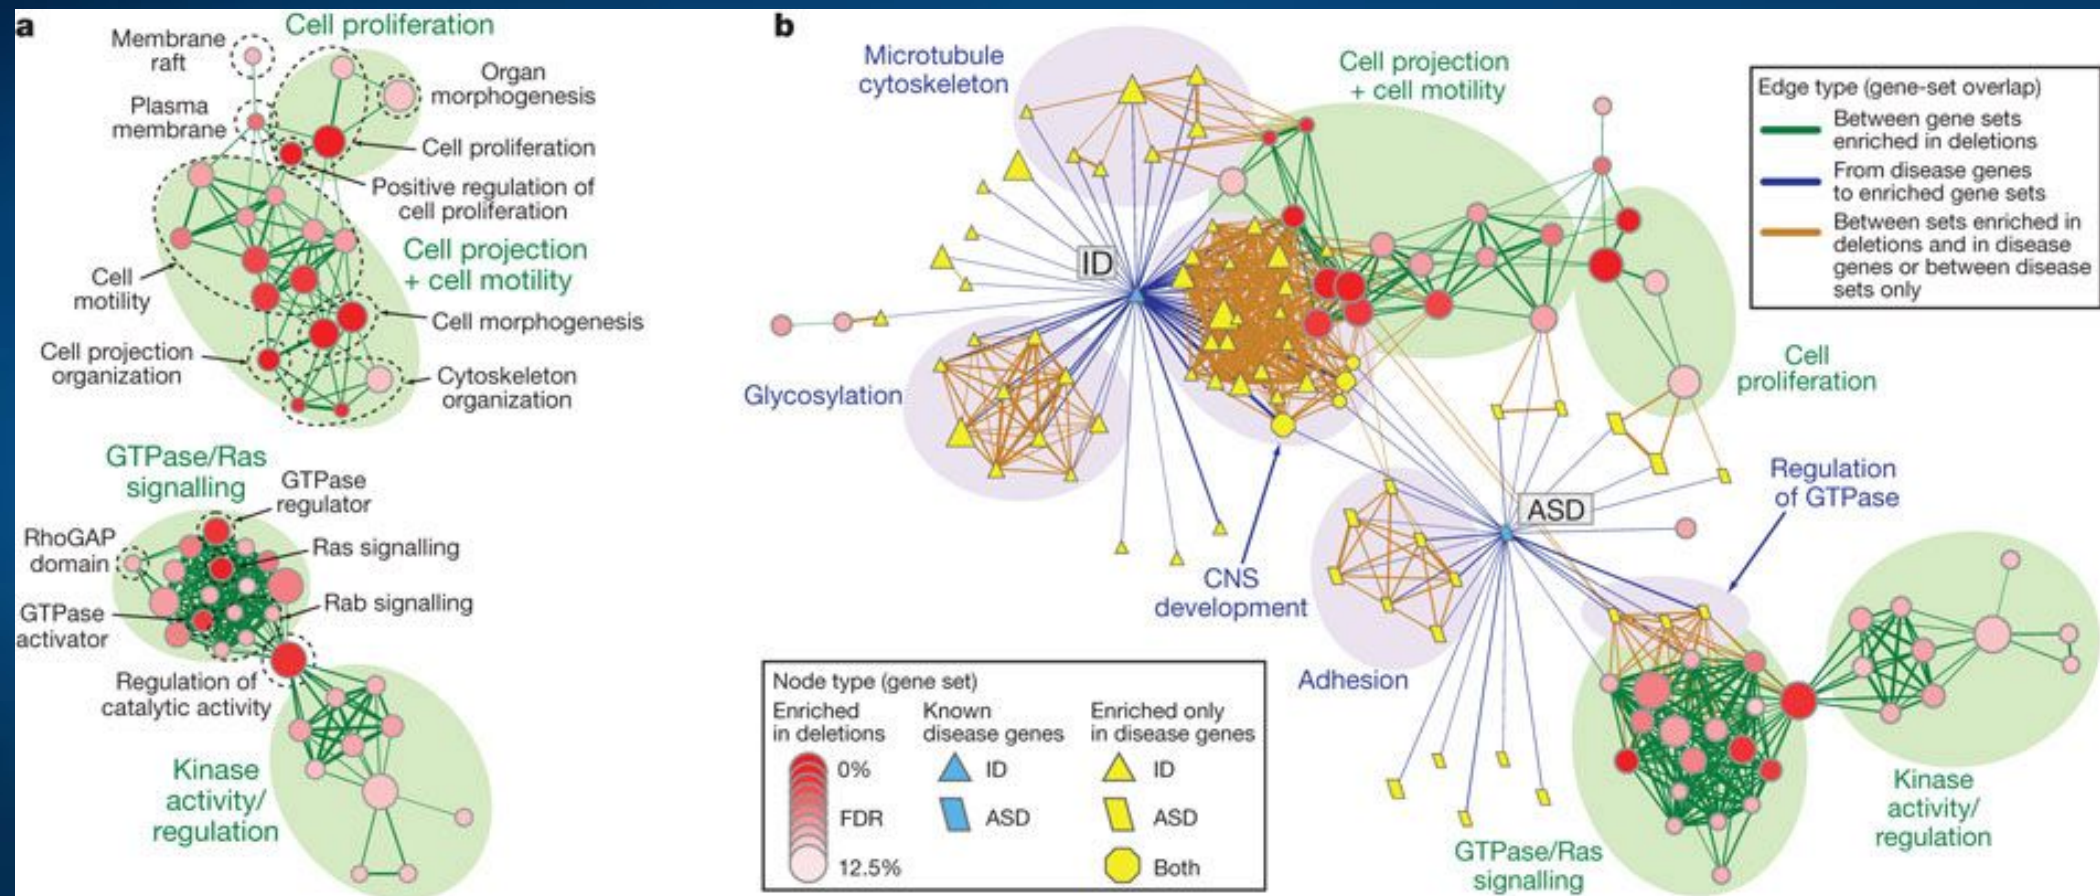 a
Cell proliferation
Membrane
raft
Organ
morphogenesis
Plasma
membrane
Cell proliferation
Positive regulation of
cell proliferation
Cell projection
+ cell motility
Cell
motility
Cell morphogenesis
Cell projection
organization
Cytoskeleton
organization
GTPase/Ras
signalling
GTPase
regulator
RhoGAP
domain
Ras signalling
Rab signalling
GTPase
activator
Regulation of
catalytic activity
Kinase
activity/
regulation
b
Microtubule
cytoskeleton
Cell projection
+ cell motility
Edge type (gene-set overlap)
Between gene sets
enriched in deletions
From disease genes
to enriched gene sets
Between sets enriched in
deletions and in disease
genes or between disease
sets only
ID
Glycosylation
Cell
proliferation
Regulation
of GTPase
ASD
CNS
development
Adhesion
Node type (gene set)
Enriched
in deletions
Known
disease genes
Enriched only
in disease genes
0%
FDR
12.5%
ID
ASD
ID
ASD
Both
GTPase/Ras
signalling
Kinase
activity/
regulation